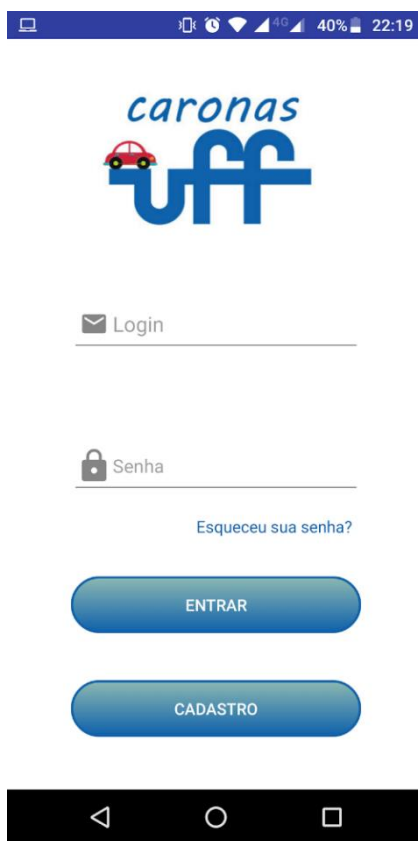 4G 40% 22:19
caronas
uff
Login
Senha
Esqueceu sua senha?
ENTRAR
CADASTRO